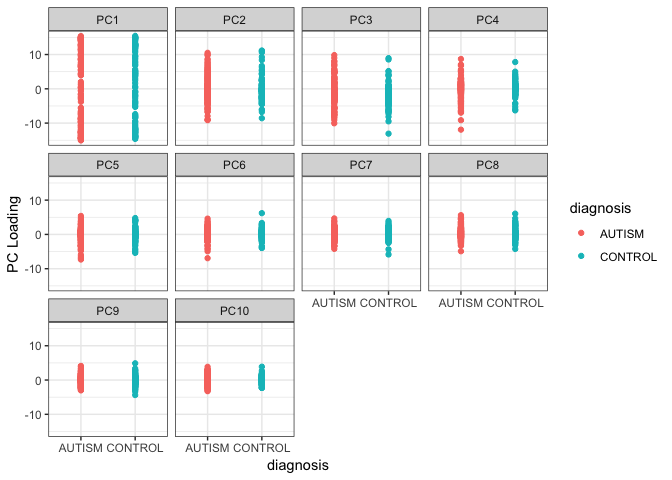 PC1 PC2 PC3 PC4
10
0
-10
PC5 PC6 PC7 PC8
10
0
-10
AUTISM CONTROL AUTISM CONTROL
PC9 PC10
10
0
-10
AUTISM CONTROL AUTISM CONTROL
diagnosis
PC Loading
diagnosis
AUTISM
CONTROL